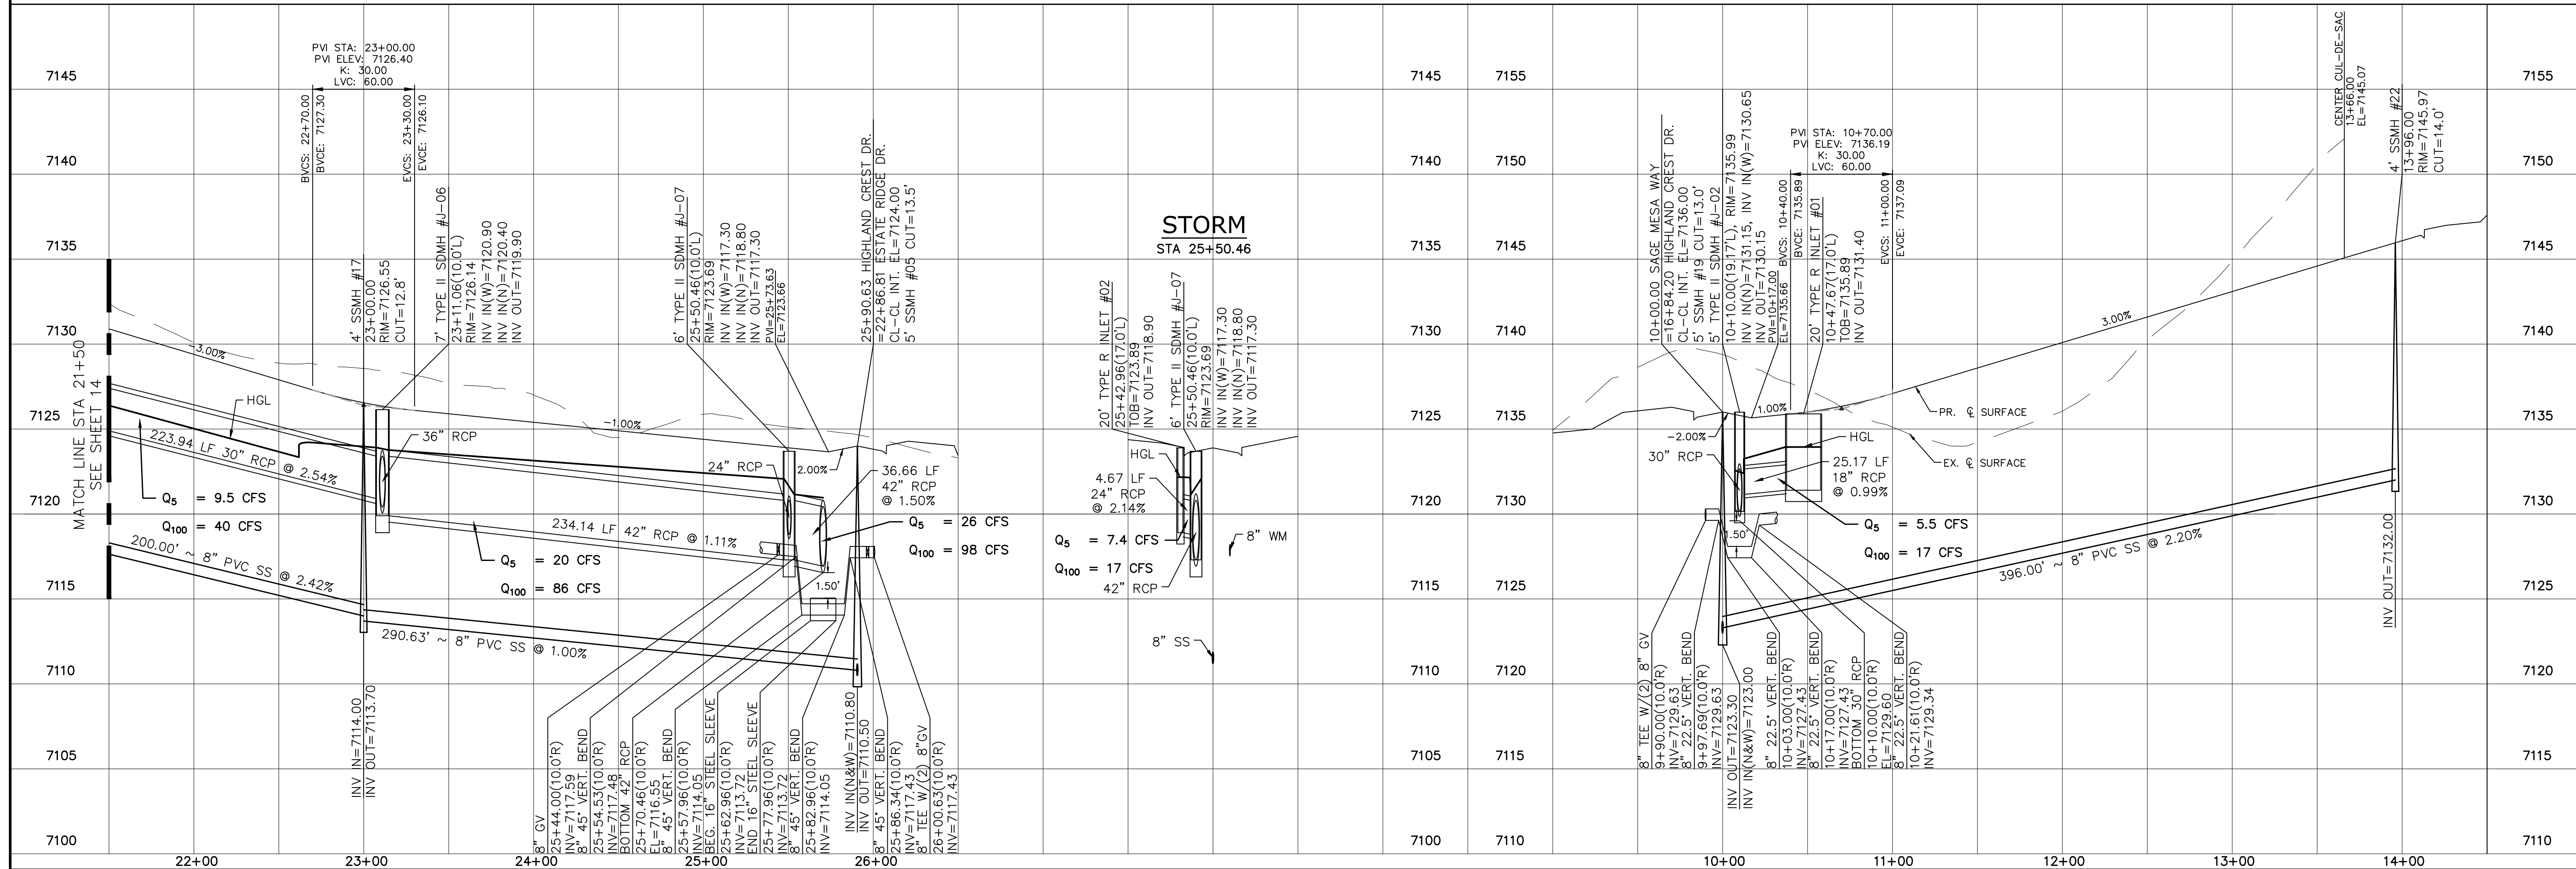 7145
7140
7135
7130
7125
7120
7115
7110
7105
7100
MATCH LINE STA 21+50
SEE SHEET 14
PVI STA: 23+00.00
PVI ELEV: 7126.40
K: 30.00
LVC: 60.00
BVCS: 22+70.00
BVCE: 7127.30
EVCS: 23+30.00
EVCE: 7126.10
-3.00%
HGL
223.94 LF 30" RCP @ 2.54%
Q5 = 9.5 CFS
Q100 = 40 CFS
200.00' ~ 8" PVC SS @ 2.42%
4' SSMH #17
23+00.00
RIM=7126.55
CUT=12.8'
7' TYPE II SDMH #J-06
23+11.06(10.0'L)
RIM=7126.14
INV IN(W)=7120.90
INV IN(N)=7120.40
INV OUT=7119.90
36" RCP
-1.00%
234.14 LF 42" RCP @ 1.11%
Q5 = 20 CFS
Q100 = 86 CFS
290.63' ~ 8" PVC SS @ 1.00%
INV IN=7114.00
INV OUT=7113.70
6' TYPE II SDMH #J-07
25+50.46(10.0'L)
RIM=7123.69
INV IN(W)=7117.30
INV IN(N)=7118.80
INV OUT=7117.30
PVI=25+73.63
EL=7123.66
25+90.63 HIGHLAND CREST DR.
=22+86.81 ESTATE RIDGE DR.
CL-CL INT. EL=7124.00
5' SSMH #05 CUT=13.5'
24" RCP
2.00%
36.66 LF
42" RCP
@ 1.50%
Q5 = 26 CFS
Q100 = 98 CFS
1.50'
8" GV
25+44.00(10.0'R)
INV=7117.59
8" 45° VERT. BEND
25+54.53(10.0'R)
INV=7117.48
BOTTOM 42" RCP
25+70.46(10.0'R)
EL=7116.55
8" 45° VERT. BEND
25+57.96(10.0'R)
INV=7114.05
BEG. 16" STEEL SLEEVE
25+62.96(10.0'R)
INV=7113.72
END 16" STEEL SLEEVE
25+77.96(10.0'R)
INV=7113.72
8" 45° VERT. BEND
25+82.96(10.0'R)
INV=7114.05
INV IN(N&W)=7110.80
INV OUT=7110.50
8" 45° VERT. BEND
25+86.34(10.0'R)
INV=7117.43
8" TEE W/(2) 8"GV
26+00.63(10.0'R)
INV=7117.43
22+00
23+00
24+00
25+00
26+00
STORM
STA 25+50.46
20' TYPE R INLET #02
25+42.96(17.0'L)
TOB=7123.89
INV OUT=7118.90
6' TYPE II SDMH #J-07
25+50.46(10.0'L)
RIM=7123.69
INV IN(W)=7117.30
INV IN(N)=7118.80
INV OUT=7117.30
HGL
4.67 LF
24" RCP
@ 2.14%
Q5 = 7.4 CFS
Q100 = 17 CFS
42" RCP
8" WM
8" SS
7145
7140
7135
7130
7125
7120
7115
7110
7105
7100
7155
7150
7145
7140
7135
7130
7125
7120
7115
7110
10+00.00 SAGE MESA WAY
=16+84.20 HIGHLAND CREST DR.
CL-CL INT. EL=7136.00
5' SSMH #19 CUT=13.0'
5' TYPE II SDMH #J-02
10+10.00(19.17'L), RIM=7135.99
INV IN(N)=7131.15, INV IN(W)=7130.65
INV OUT=7130.15
PVI=10+17.00
EL=7135.66
PVI STA: 10+70.00
PVI ELEV: 7136.19
K: 30.00
LVC: 60.00
BVCS: 10+40.00
BVCE: 7135.89
20' TYPE R INLET #01
10+47.67(17.0'L)
TOB=7135.89
INV OUT=7131.40
EVCS: 11+00.00
EVCE: 7137.09
-2.00%
1.00%
PR. ℄ SURFACE
HGL
EX. ℄ SURFACE
30" RCP
25.17 LF
18" RCP
@ 0.99%
Q5 = 5.5 CFS
Q100 = 17 CFS
1.50'
3.00%
396.00' ~ 8" PVC SS @ 2.20%
8" TEE W/(2) 8" GV
9+90.00(10.0'R)
INV=7129.63
8" 22.5° VERT. BEND
9+97.69(10.0'R)
INV=7129.63
INV OUT=7123.30
INV IN(N&W)=7123.00
8" 22.5° VERT. BEND
10+03.00(10.0'R)
INV=7127.43
8" 22.5° VERT. BEND
10+17.00(10.0'R)
INV=7127.43
BOTTOM 30" RCP
10+10.00(10.0'R)
EL=7129.60
8" 22.5° VERT. BEND
10+21.61(10.0'R)
INV=7129.34
CENTER CUL-DE-SAC
13+66.00
EL=7145.07
4' SSMH #22
13+96.00
RIM=7145.97
CUT=14.0'
INV OUT=7132.00
10+00
11+00
12+00
13+00
14+00
7155
7150
7145
7140
7135
7130
7125
7120
7115
7110